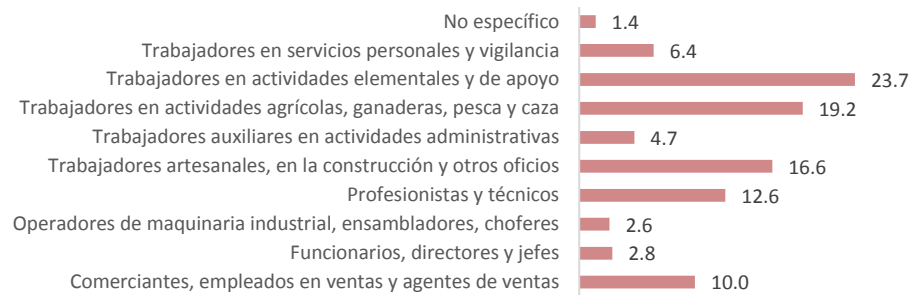 No específico 1.4
Trabajadores en servicios personales y vigilancia 6.4
Trabajadores en actividades elementales y de apoyo 23.7
Trabajadores en actividades agrícolas, ganaderas, pesca y caza 19.2
Trabajadores auxiliares en actividades administrativas 4.7
Trabajadores artesanales, en la construcción y otros oficios 16.6
Profesionistas y técnicos 12.6
Operadores de maquinaria industrial, ensambladores, choferes 2.6
Funcionarios, directores y jefes 2.8
Comerciantes, empleados en ventas y agentes de ventas 10.0